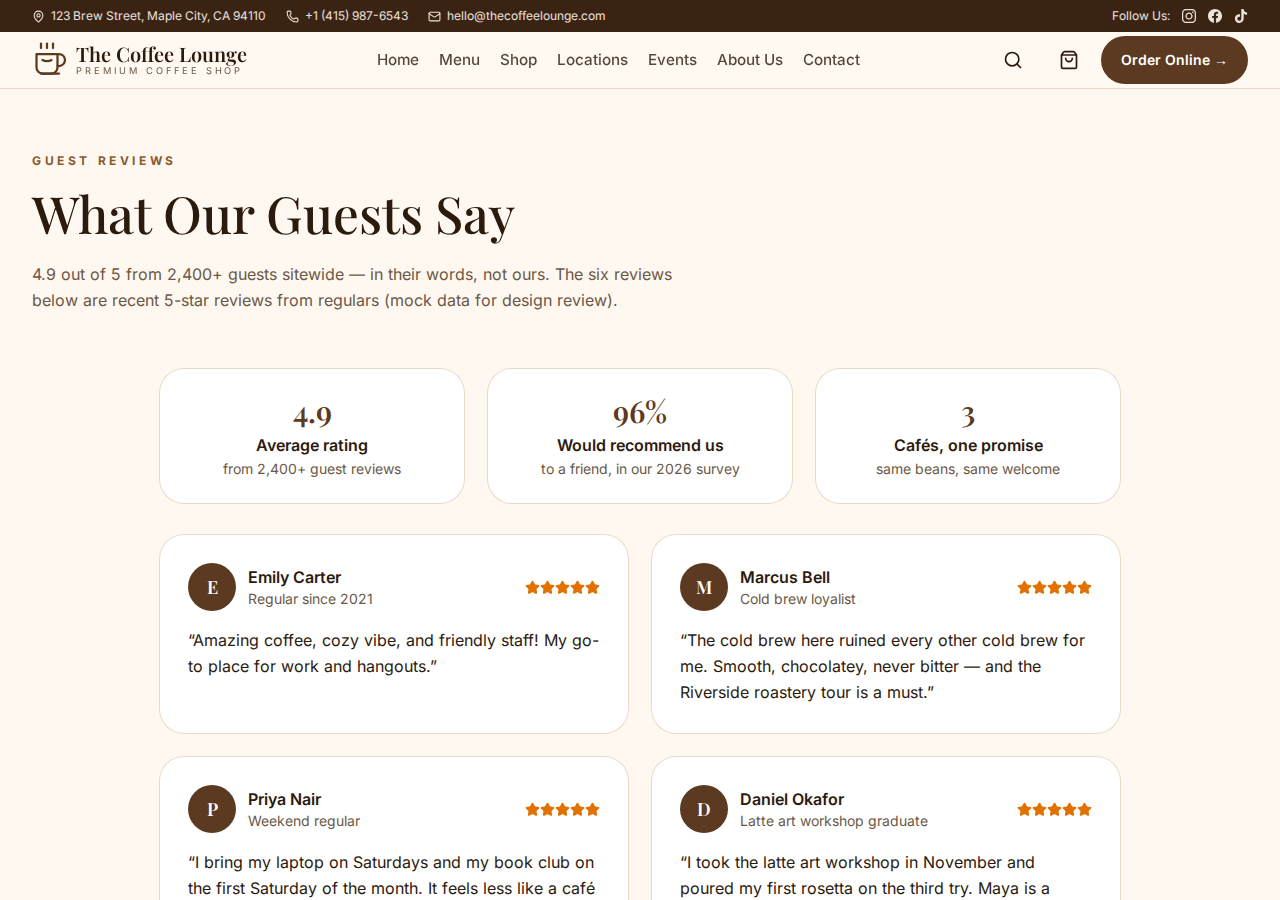 123 Brew Street, Maple City, CA 94110 +1 (415) 987-6543 hello@thecoffeelounge.com Follow Us:
The Coffee Lounge
PREMIUM COFFEE SHOP
Home Menu Shop Locations Events About Us Contact
Order Online →
GUEST REVIEWS
What Our Guests Say
4.9 out of 5 from 2,400+ guests sitewide — in their words, not ours. The six reviews
below are recent 5-star reviews from regulars (mock data for design review).
4.9
Average rating
from 2,400+ guest reviews
96%
Would recommend us
to a friend, in our 2026 survey
3
Cafés, one promise
same beans, same welcome
E
Emily Carter
Regular since 2021
“Amazing coffee, cozy vibe, and friendly staff! My go-
to place for work and hangouts.”
M
Marcus Bell
Cold brew loyalist
“The cold brew here ruined every other cold brew for
me. Smooth, chocolatey, never bitter — and the
Riverside roastery tour is a must.”
P
Priya Nair
Weekend regular
“I bring my laptop on Saturdays and my book club on
the first Saturday of the month. It feels less like a café
D
Daniel Okafor
Latte art workshop graduate
“I took the latte art workshop in November and
poured my first rosetta on the third try. Maya is a